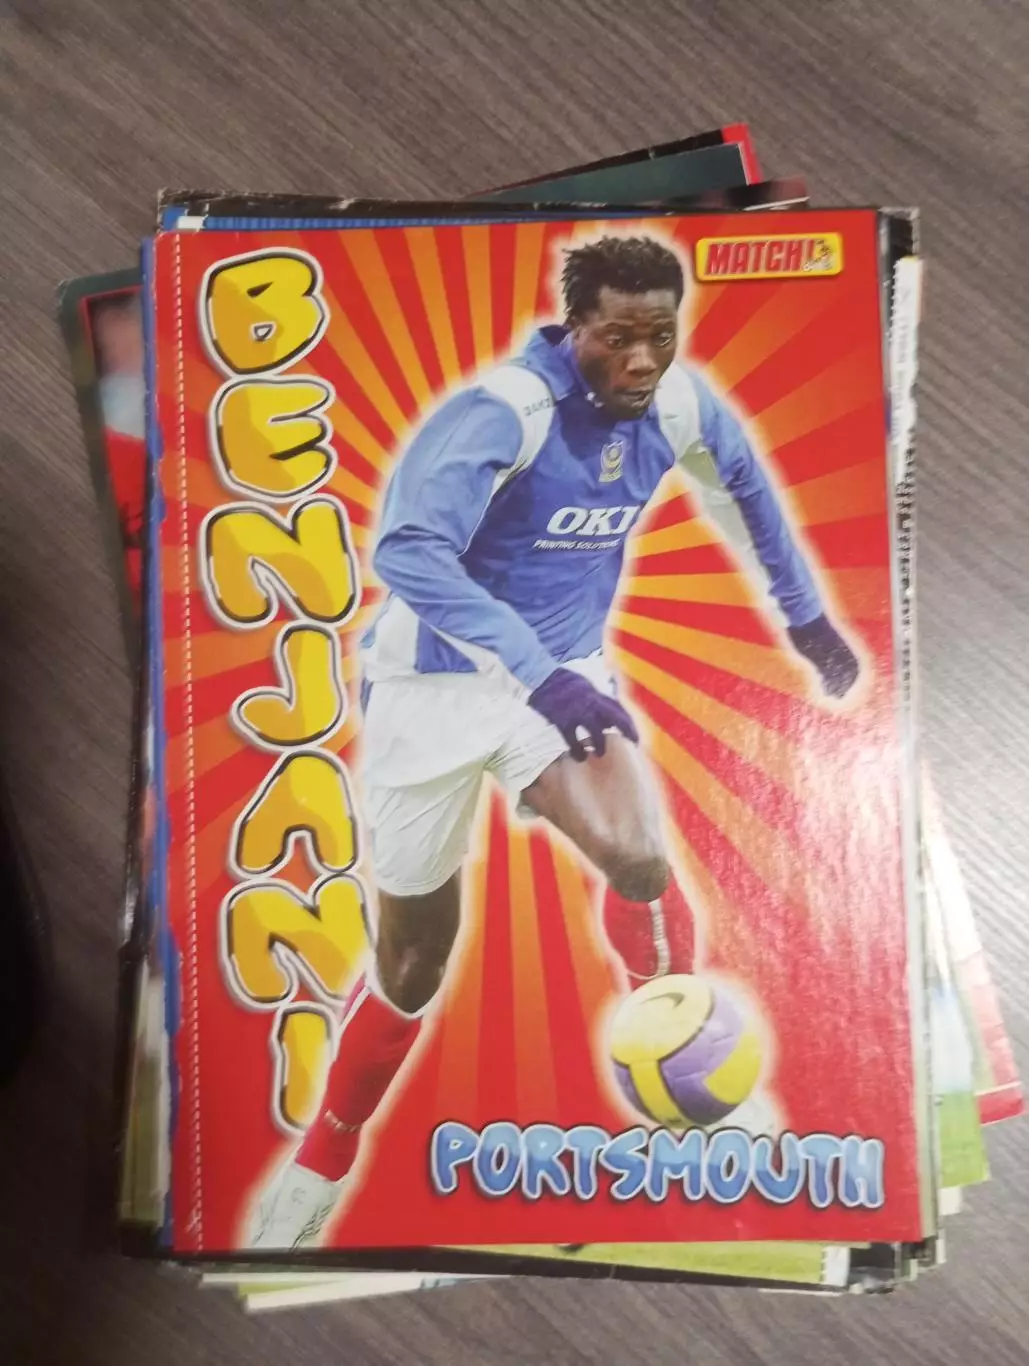 BENJANI
MATCH!
OKI
PRINTING SOLUTIONS
PORTSMOUTH